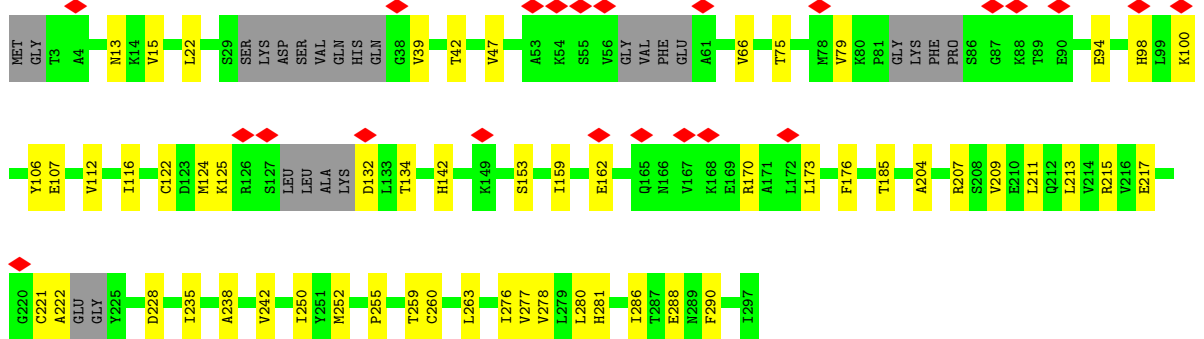 MET GLY T3 A4 N13 K14 V15 L22 S29 SER LYS ASP SER VAL GLN HIS GLN G38 V39 T42 V47 A53 K54 S55 V56 GLY VAL PHE GLU A61 V66 T75 M78 V79 K80 P81 GLY LYS PHE PRO S86 G87 K88 T89 E90 E94 H98 L99 K100
Y106 E107 V112 I116 C122 D123 M124 K125 R126 S127 LEU LEU ALA LYS D132 L133 T134 H142 K149 S153 I159 E162 Q165 N166 V167 K168 E169 R170 A171 L172 L173 F176 T185 A204 R207 S208 V209 E210 L211 Q212 L213 V214 R215 V216 E217
G220 C221 A222 GLU GLY Y225 D228 I235 A238 V242 I250 Y251 M252 P255 T259 C260 L263 I276 V277 V278 L279 L280 H281 I286 T287 E288 N289 F290 I297